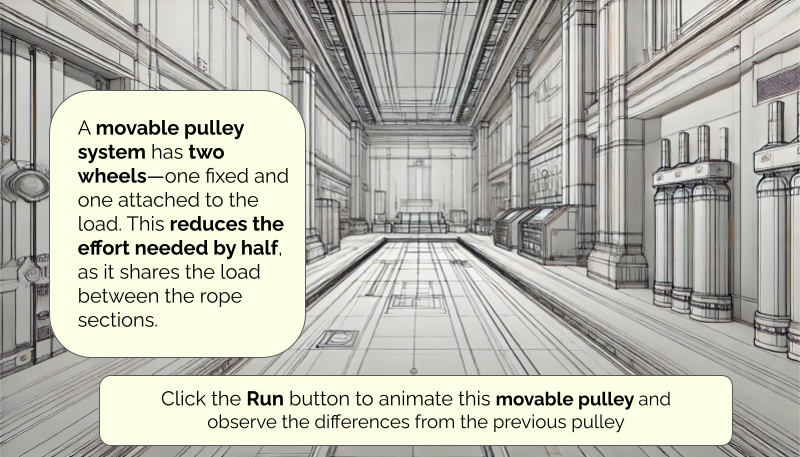 A movable pulley
system has two
wheels—one fixed and
one attached to the
load. This reduces the
effort needed by half,
as it shares the load
between the rope
sections.
Click the Run button to animate this movable pulley and
observe the differences from the previous pulley